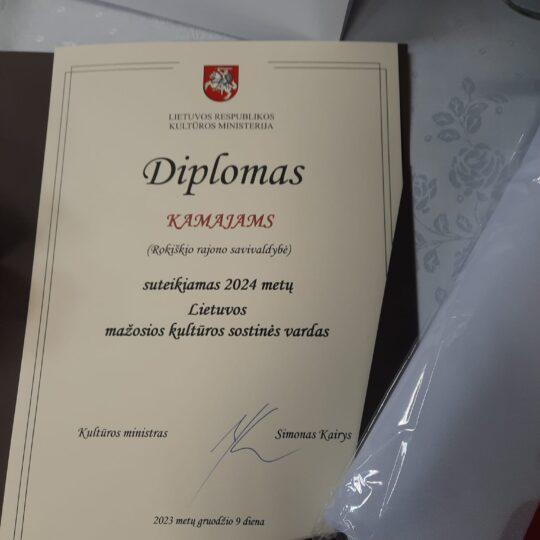 LIETUVOS RESPUBLIKOS
KULTŪROS MINISTERIJA
Diplomas
KAMAJAMS
(Rokiškio rajono savivaldybė)
suteikiamas 2024 metų
Lietuvos
mažosios kultūros sostinės vardas
Kultūros ministras Simonas Kairys
2023 metų gruodžio 9 diena